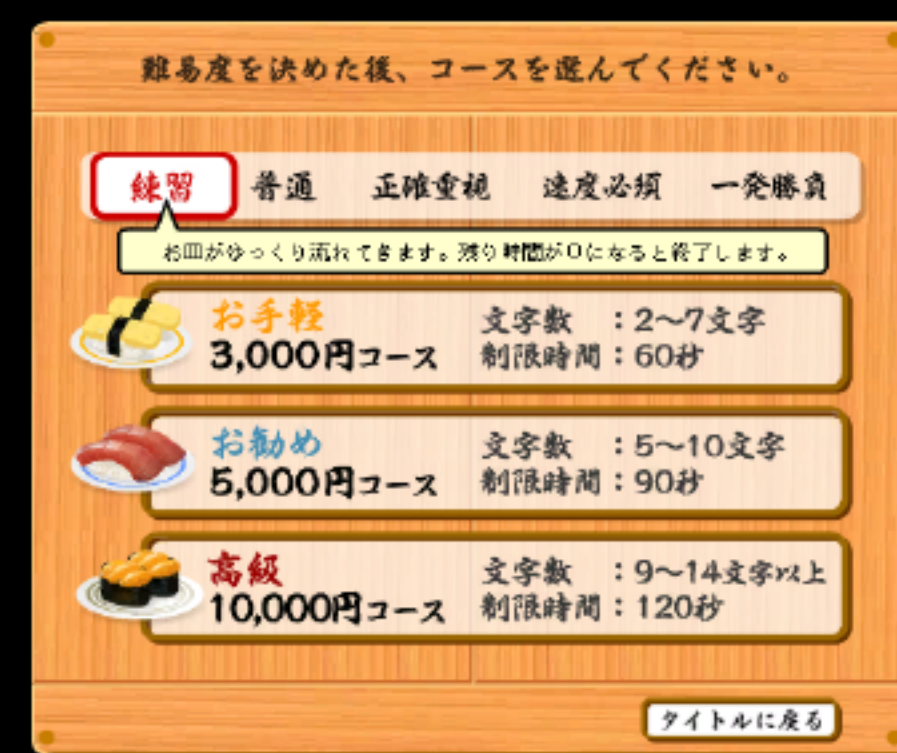 難易度を決めた後、コースを選んでください。
練習 普通 正確重視 速度必須 一発勝負
お皿がゆっくり流れてきます。残り時間が0になると終了します。
お手軽
3,000円コース
文字数 :2~7文字
制限時間:60秒
お勧め
5,000円コース
文字数 :5~10文字
制限時間:90秒
高級
10,000円コース
文字数 :9~14文字以上
制限時間:120秒
タイトルに戻る